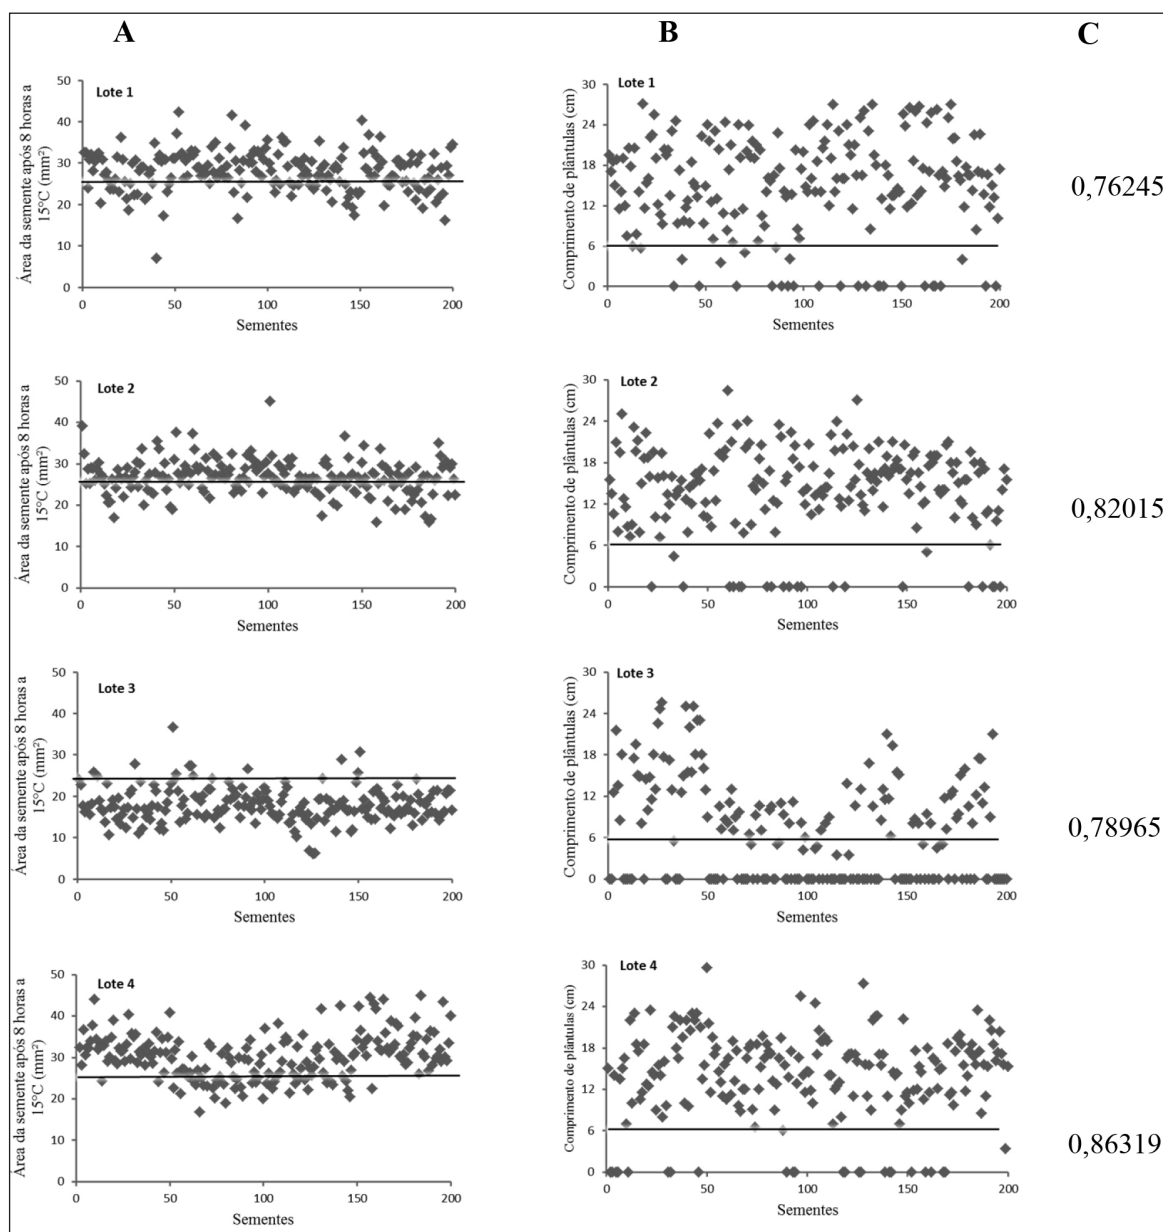 A
B
C
Lote 1
Área da semente após 8 horas a
15°C (mm²)
50
40
30
20
10
0
0
50
100
150
200
Sementes
Lote 1
Comprimento de plântulas (cm)
30
24
18
12
6
0
0
50
100
150
200
Sementes
0,76245
Lote 2
Área da semente após 8 horas a
15°C (mm²)
50
40
30
20
10
0
0
50
100
150
200
Sementes
Lote 2
Comprimento de plântulas (cm)
30
24
18
12
6
0
0
50
100
150
200
Sementes
0,82015
Lote 3
Área da semente após 8 horas a
15°C (mm²)
50
40
30
20
10
0
0
50
100
150
200
Sementes
Lote 3
Comprimento de plântulas (cm)
30
24
18
12
6
0
0
50
100
150
200
Sementes
0,78965
Lote 4
Área da semente após 8 horas a
15°C (mm²)
50
40
30
20
10
0
0
50
100
150
200
Sementes
Lote 4
Comprimento de plântulas (cm)
30
24
18
12
6
0
0
50
100
150
200
Sementes
0,86319